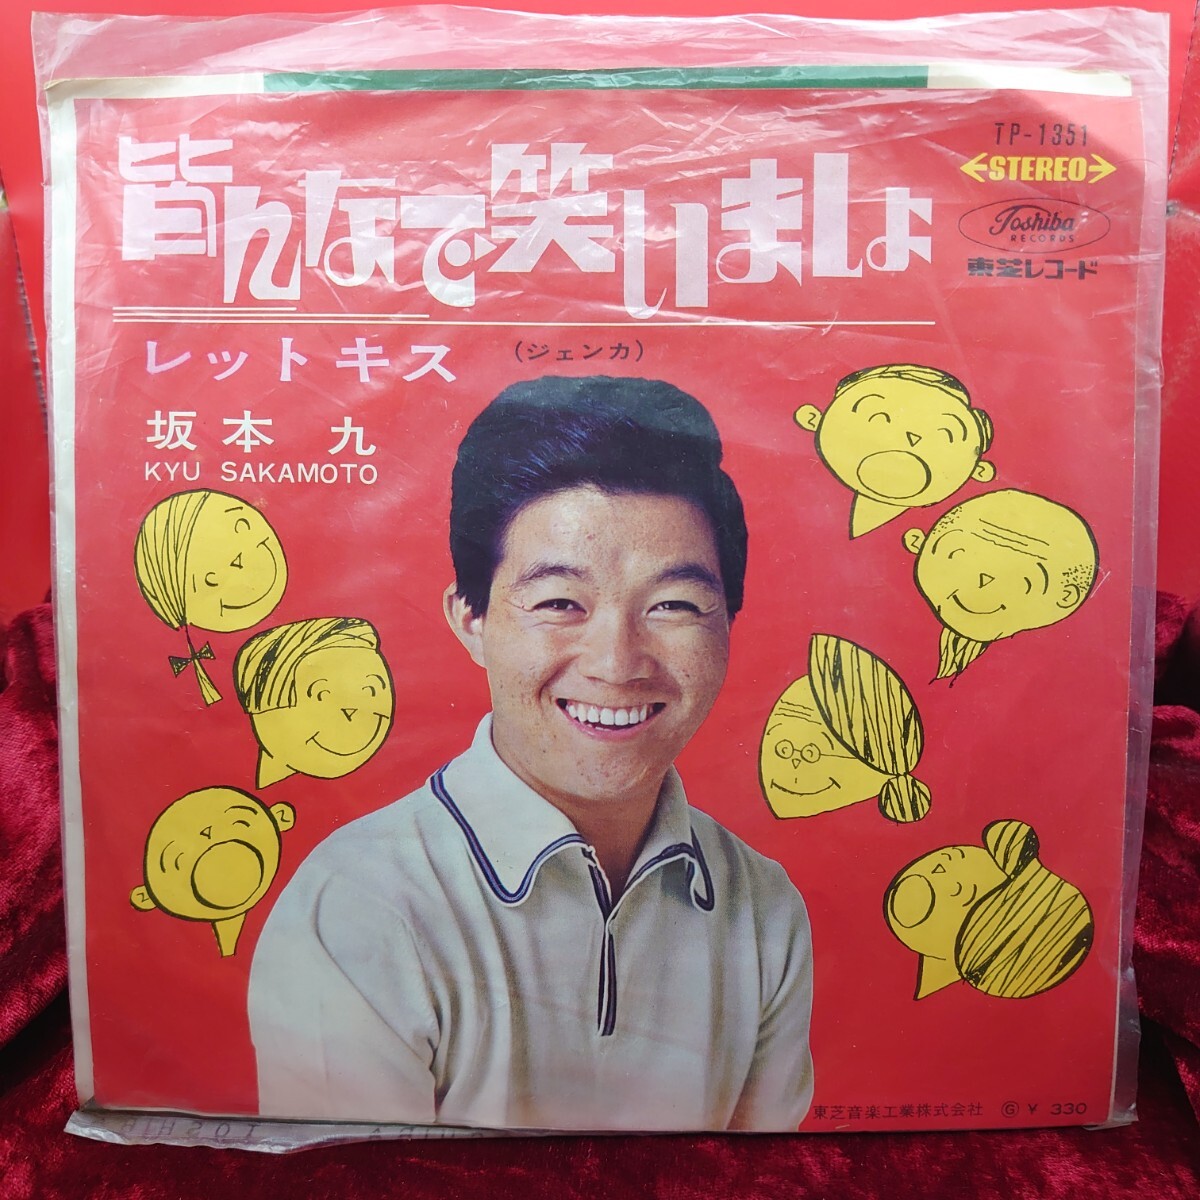 TP-1351
STEREO
Toshiba
RECORDS
東芝レコード
皆んなで笑いましょ
レットキス (ジェンカ)
坂本 九
KYU SAKAMOTO
東芝音楽工業株式会社 Ⓖ ¥ 330